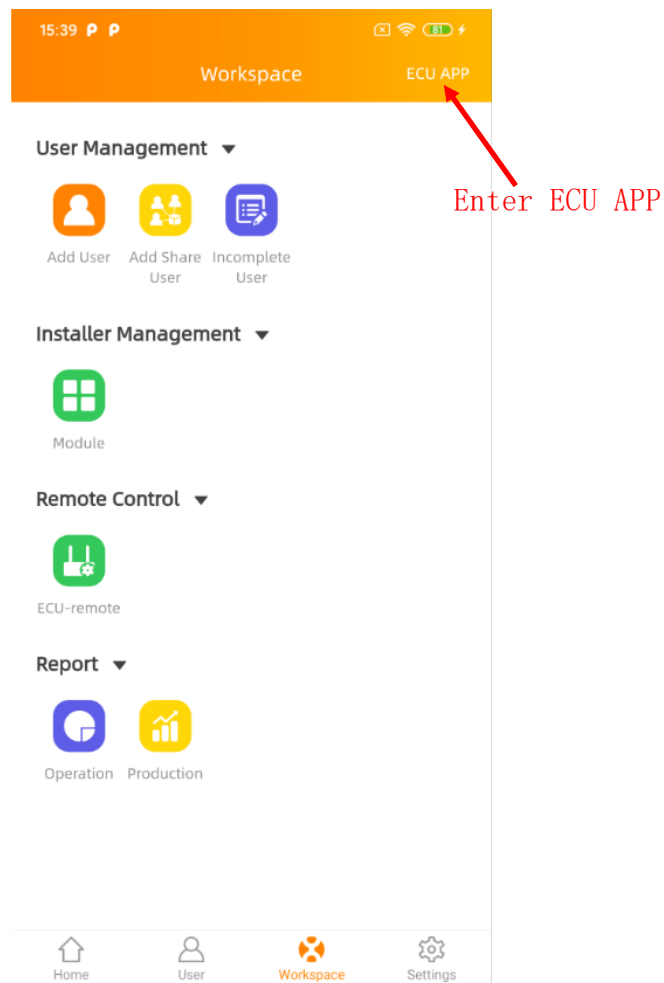 15:39 P P
81
Workspace
ECU APP
Enter ECU APP
User Management
Add User
Add Share
User
Incomplete
User
Installer Management
Module
Remote Control
ECU-remote
Report
Operation
Production
Home
User
Workspace
Settings